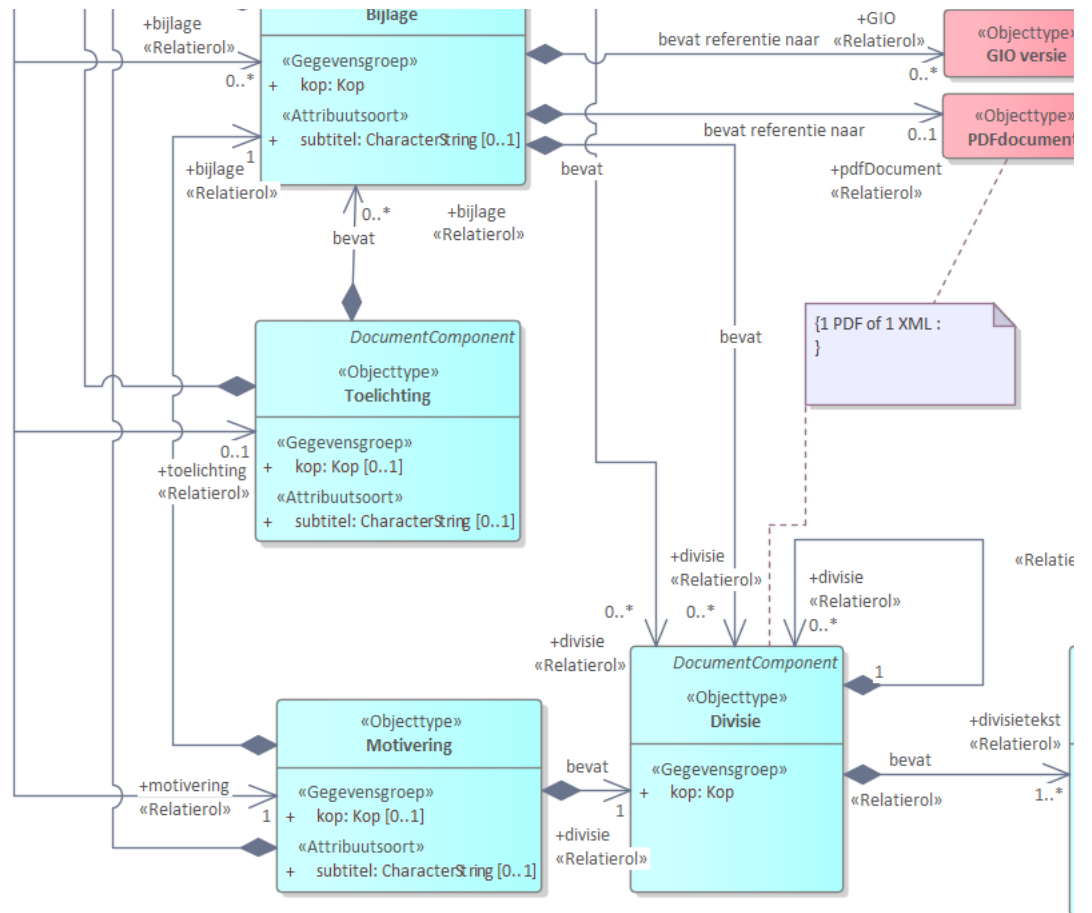 Bijlage
«Gegevensgroep»
+ kop: Kop
«Attribuutsoort»
+ subtitel: CharacterString [0..1]
+bijlage
«Relatierol»
0..*
+bijlage
1
«Relatierol»
bevat referentie naar
+GIO
«Relatierol»
0..*
«Objecttype»
GIO versie
bevat referentie naar
0..1
+pdfDocument
«Relatierol»
«Objecttype»
PDFdocument
bevat
0..*
bevat
+bijlage
«Relatierol»
{1 PDF of 1 XML :
}
bevat
DocumentComponent
«Objecttype»
Toelichting
«Gegevensgroep»
+ kop: Kop [0..1]
«Attribuutsoort»
+ subtitel: CharacterString [0..1]
0..1
+toelichting
«Relatierol»
+divisie
«Relatierol»
0..*
0..*
+divisie
«Relatierol»
0..*
+divisie
«Relatierol»
1
DocumentComponent
«Objecttype»
Divisie
«Gegevensgroep»
+ kop: Kop
«Objecttype»
Motivering
«Gegevensgroep»
+ kop: Kop [0..1]
«Attribuutsoort»
+ subtitel: CharacterString [0..1]
+motivering
«Relatierol»
1
bevat
1
+divisie
«Relatierol»
+divisietekst
«Relatierol»
bevat
1..*
«Relatierol»